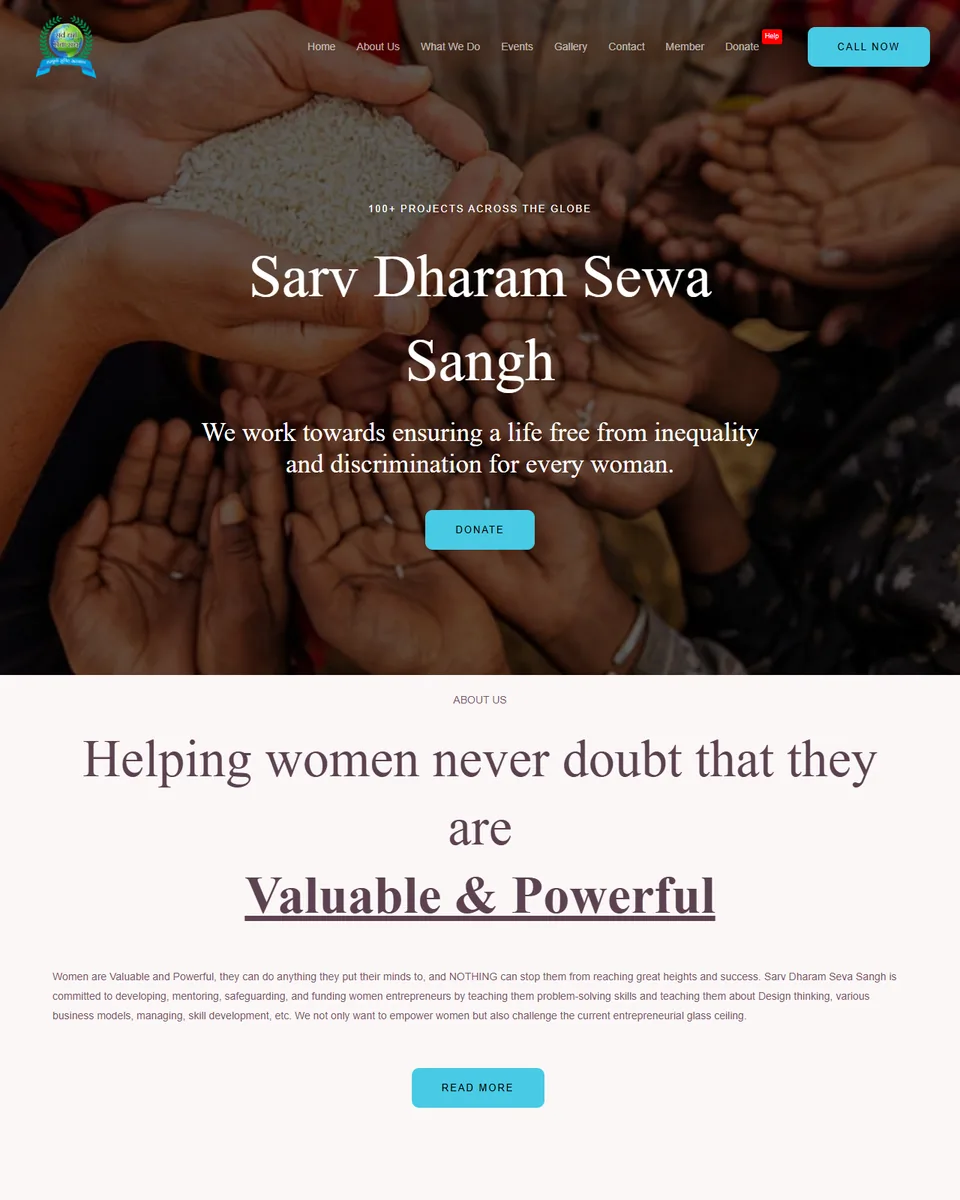 Home
About Us
What We Do
Events
Gallery
Contact
Member
Donate
Help
CALL NOW
100+ PROJECTS ACROSS THE GLOBE
Sarv Dharam Sewa
Sangh
We work towards ensuring a life free from inequality
and discrimination for every woman.
DONATE
ABOUT US
Helping women never doubt that they
are
Valuable & Powerful
Women are Valuable and Powerful, they can do anything they put their minds to, and NOTHING can stop them from reaching great heights and success. Sarv Dharam Seva Sangh is
committed to developing, mentoring, safeguarding, and funding women entrepreneurs by teaching them problem-solving skills and teaching them about Design thinking, various
business models, managing, skill development, etc. We not only want to empower women but also challenge the current entrepreneurial glass ceiling.
READ MORE